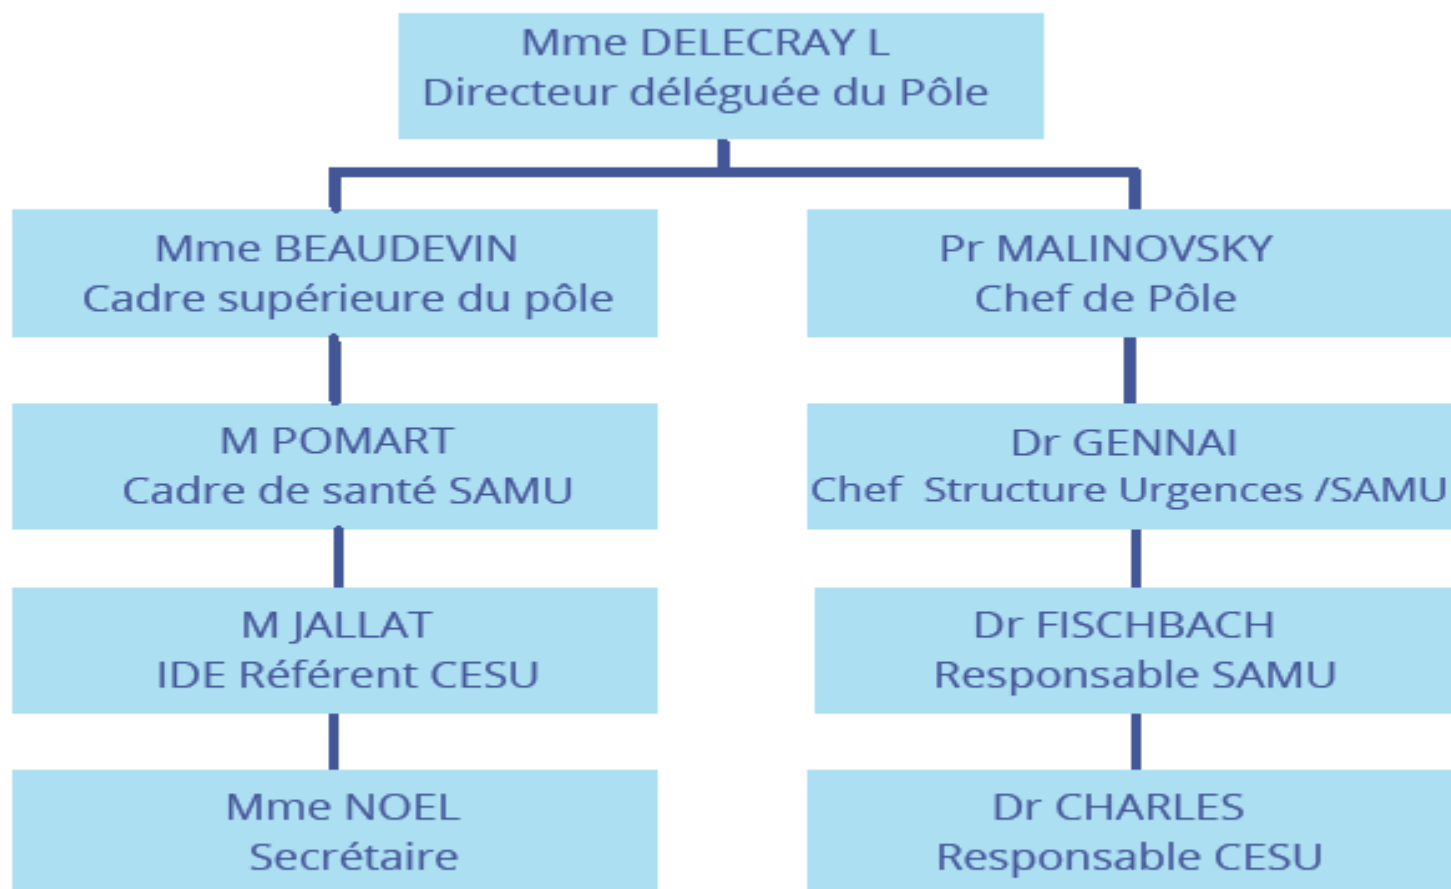 Mme DELECRAY L
Directeur déléguée du Pôle
Mme BEAUDEVIN
Cadre supérieure du pôle
Pr MALINOVSKY
Chef de Pôle
M POMART
Cadre de santé SAMU
Dr GENNAI
Chef Structure Urgences /SAMU
M JALLAT
IDE Référent CESU
Dr FISCHBACH
Responsable SAMU
Mme NOEL
Secrétaire
Dr CHARLES
Responsable CESU